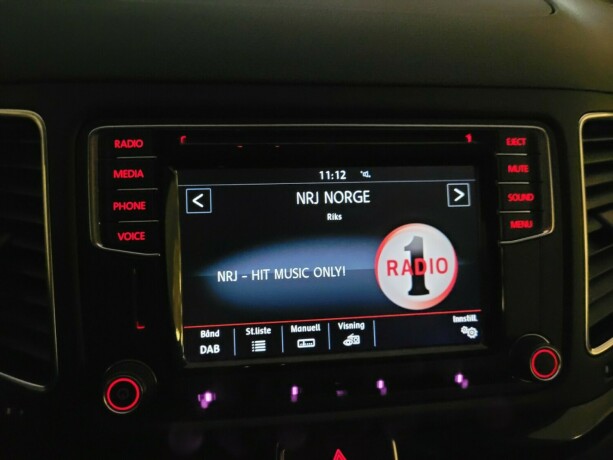 RADIO
MEDIA
PHONE
VOICE
EJECT
MUTE
SOUND
MENU
11:12
NRJ NORGE
Riks
NRJ - HIT MUSIC ONLY!
1
RADIO
Bånd
DAB
St.liste
Manuell
Visning
Innstill.